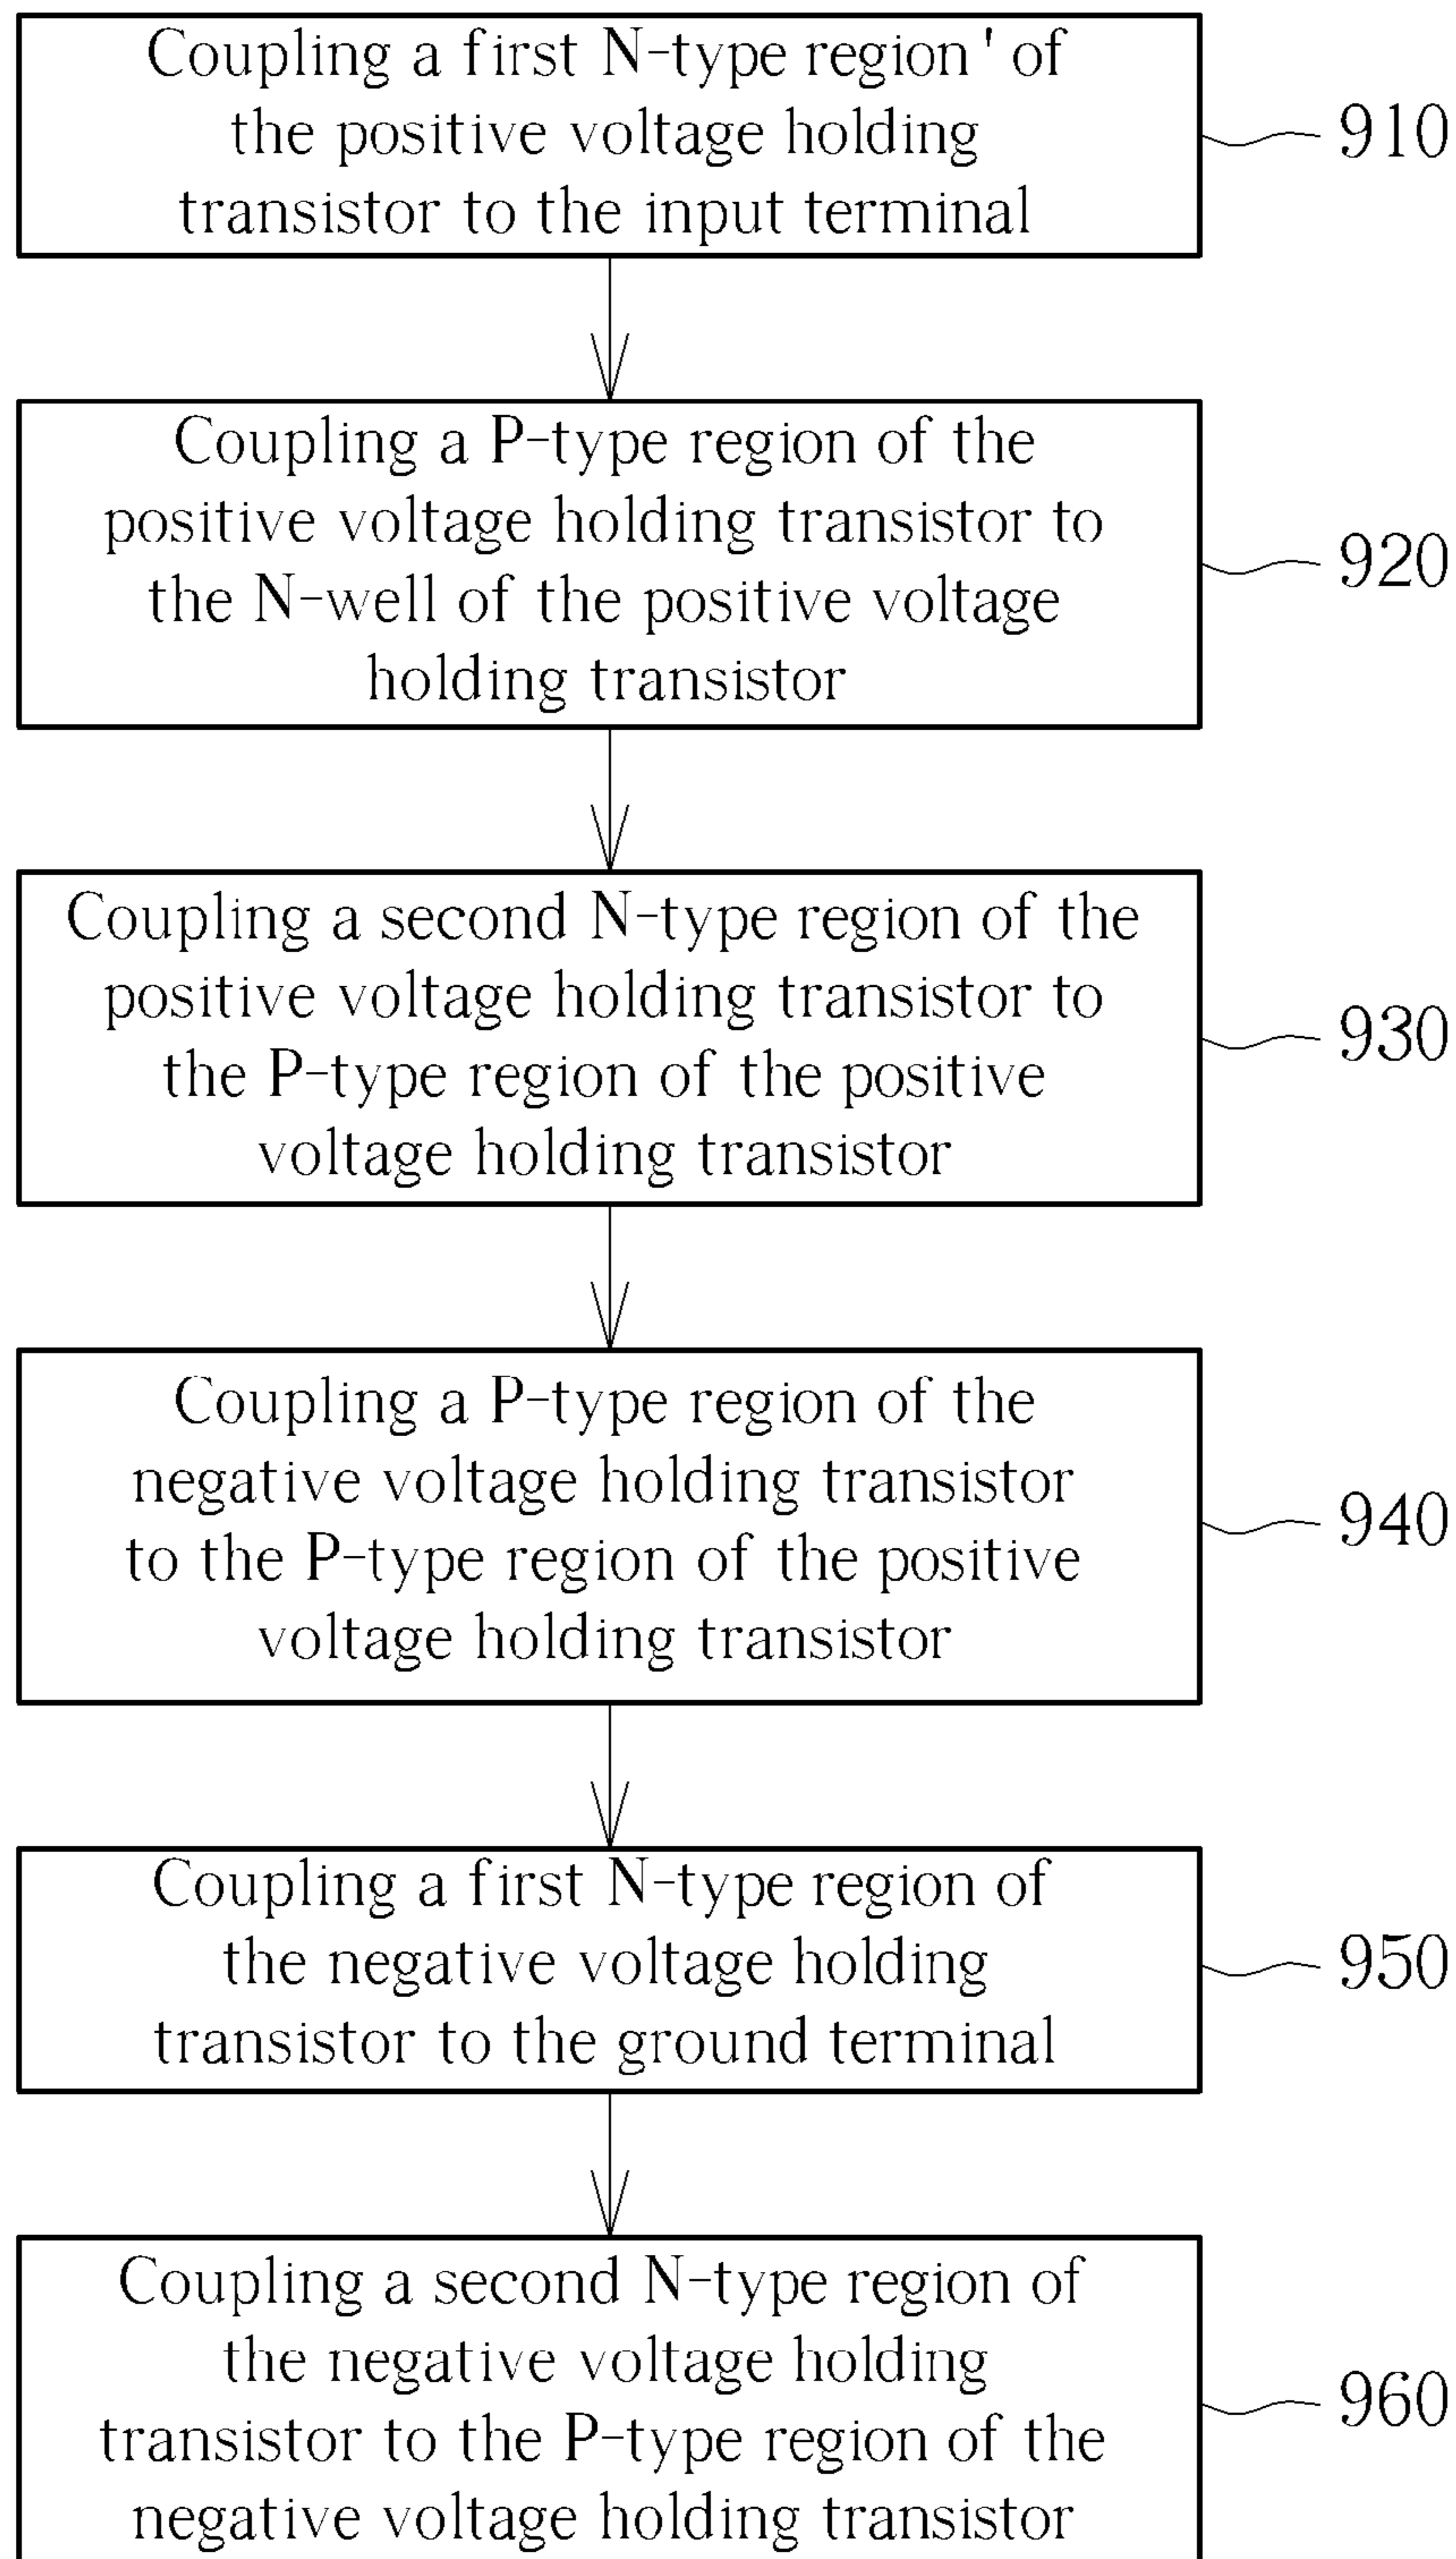 Coupling a first N-type region' of
the positive voltage holding
transistor to the input terminal
910
Coupling a P-type region of the
positive voltage holding transistor to
the N-well of the positive voltage
holding transistor
920
Coupling a second N-type region of the
positive voltage holding transistor to
the P-type region of the positive
voltage holding transistor
930
Coupling a P-type region of the
negative voltage holding transistor
to the P-type region of the positive
voltage holding transistor
940
Coupling a first N-type region of
the negative voltage holding
transistor to the ground terminal
950
Coupling a second N-type region of
the negative voltage holding
transistor to the P-type region of the
negative voltage holding transistor
960